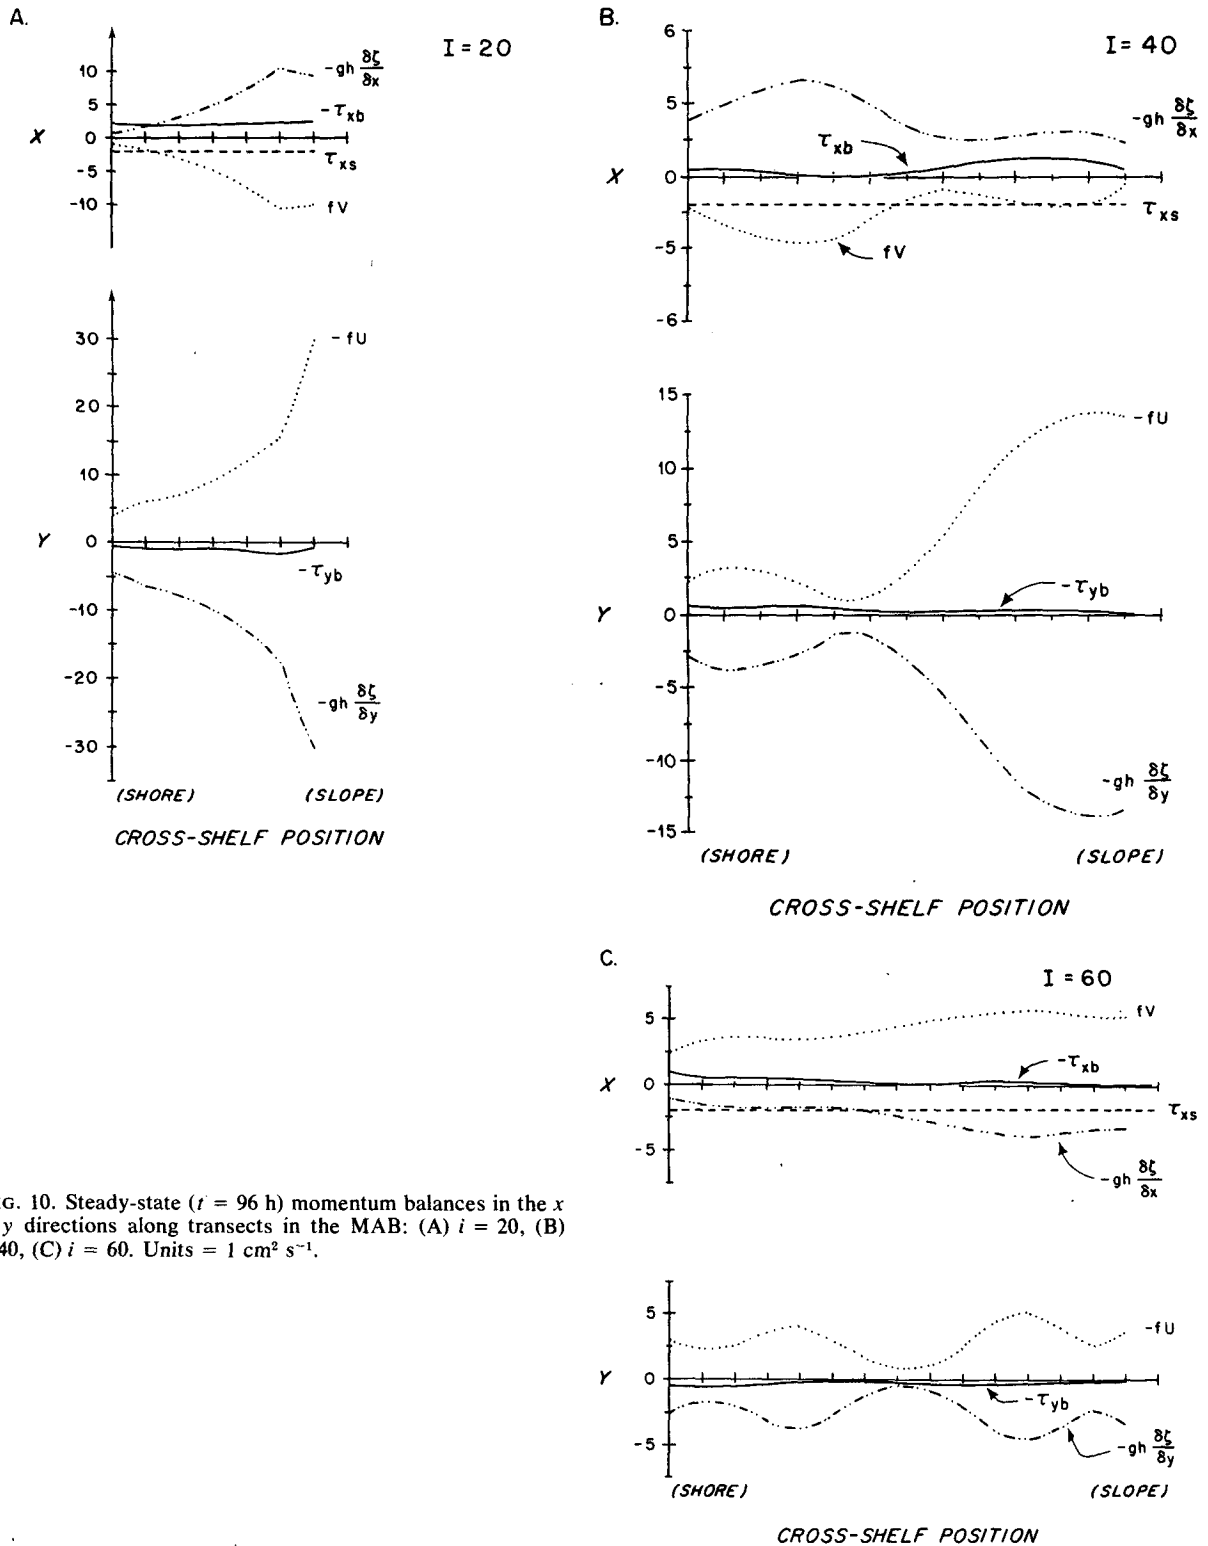 A.
I = 20
10
5
0
-5
-10
X
-gh δζ/δx
-τxb
τxs
fV
30
20
10
0
-10
-20
-30
Y
-fU
-τyb
-gh δζ/δy
(SHORE) (SLOPE)
CROSS-SHELF POSITION
B.
I = 40
6
5
0
-5
-6
X
-gh δζ/δx
τxb
τxs
fV
15
10
5
0
-5
-10
-15
Y
-fU
-τyb
-gh δζ/δy
(SHORE) (SLOPE)
CROSS-SHELF POSITION
C.
I = 60
5
0
-5
X
fV
-τxb
τxs
-gh δζ/δx
5
0
-5
Y
-fU
-τyb
-gh δζ/δy
(SHORE) (SLOPE)
CROSS-SHELF POSITION
G. 10. Steady-state (t = 96 h) momentum balances in the x
y directions along transects in the MAB: (A) i = 20, (B)
40, (C) i = 60. Units = 1 cm² s⁻¹.